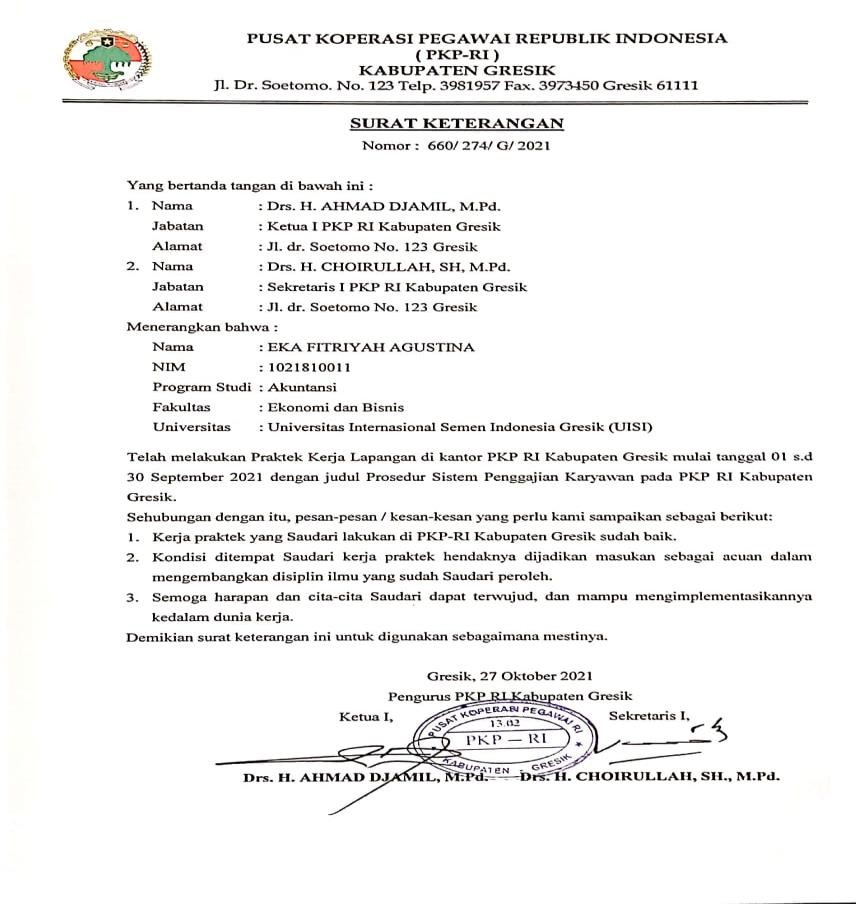 PUSAT KOPERASI PEGAWAI REPUBLIK INDONESIA
( PKP-RI )
KABUPATEN GRESIK
Jl. Dr. Soetomo. No. 123 Telp. 3981957 Fax. 3973450 Gresik 61111
SURAT KETERANGAN
Nomor : 660/ 274/ G/ 2021
Yang bertanda tangan di bawah ini :
1. Nama : Drs. H. AHMAD DJAMIL, M.Pd.
Jabatan : Ketua I PKP RI Kabupaten Gresik
Alamat : Jl. dr. Soetomo No. 123 Gresik
2. Nama : Drs. H. CHOIRULLAH, SH, M.Pd.
Jabatan : Sekretaris I PKP RI Kabupaten Gresik
Alamat : Jl. dr. Soetomo No. 123 Gresik
Menerangkan bahwa :
Nama : EKA FITRIYAH AGUSTINA
NIM : 1021810011
Program Studi : Akuntansi
Fakultas : Ekonomi dan Bisnis
Universitas : Universitas Internasional Semen Indonesia Gresik (UISI)
Telah melakukan Praktek Kerja Lapangan di kantor PKP RI Kabupaten Gresik mulai tanggal 01 s.d
30 September 2021 dengan judul Prosedur Sistem Penggajian Karyawan pada PKP RI Kabupaten
Gresik.
Sehubungan dengan itu, pesan-pesan / kesan-kesan yang perlu kami sampaikan sebagai berikut:
1. Kerja praktek yang Saudari lakukan di PKP-RI Kabupaten Gresik sudah baik.
2. Kondisi ditempat Saudari kerja praktek hendaknya dijadikan masukan sebagai acuan dalam
mengembangkan disiplin ilmu yang sudah Saudari peroleh.
3. Semoga harapan dan cita-cita Saudari dapat terwujud, dan mampu mengimplementasikannya
kedalam dunia kerja.
Demikian surat keterangan ini untuk digunakan sebagaimana mestinya.
Gresik, 27 Oktober 2021
Pengurus PKP RI Kabupaten Gresik
Ketua I, Sekretaris I,
PUSAT KOPERASI PEGAWAI RI
13.02
PKP - RI
KABUPATEN - GRESIK
Drs. H. AHMAD DJAMIL, M.Pd. Drs. H. CHOIRULLAH, SH., M.Pd.